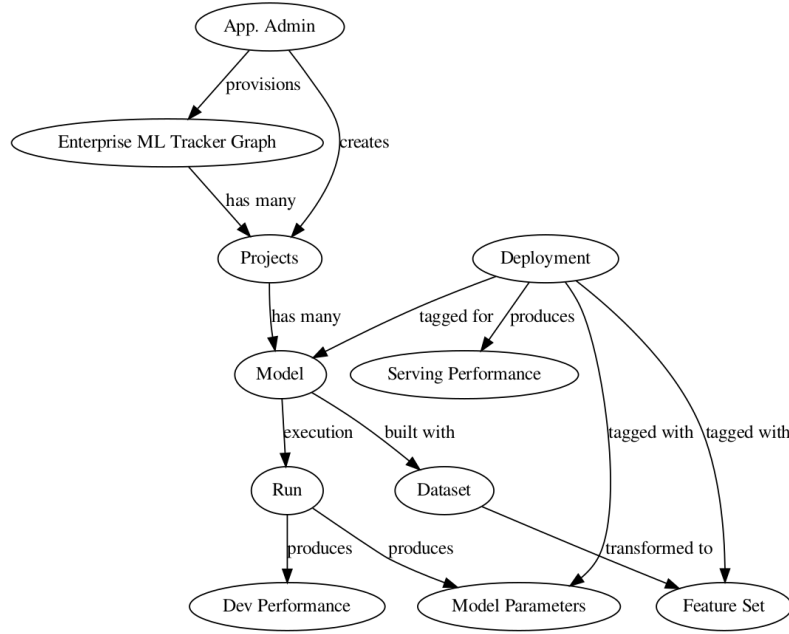 App. Admin
provisions
Enterprise ML Tracker Graph
creates
has many
Projects
Deployment
has many
tagged for
produces
Model
Serving Performance
execution
built with
tagged with
tagged with
Run
Dataset
produces
produces
transformed to
Dev Performance
Model Parameters
Feature Set